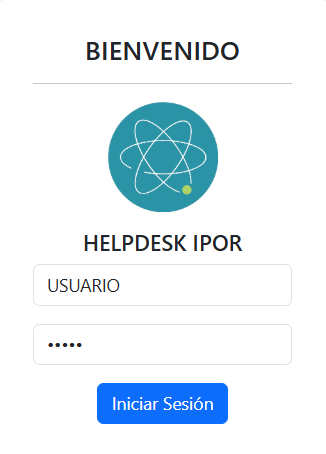 BIENVENIDO
HELPDESK IPOR
USUARIO
•••••
Iniciar Sesión